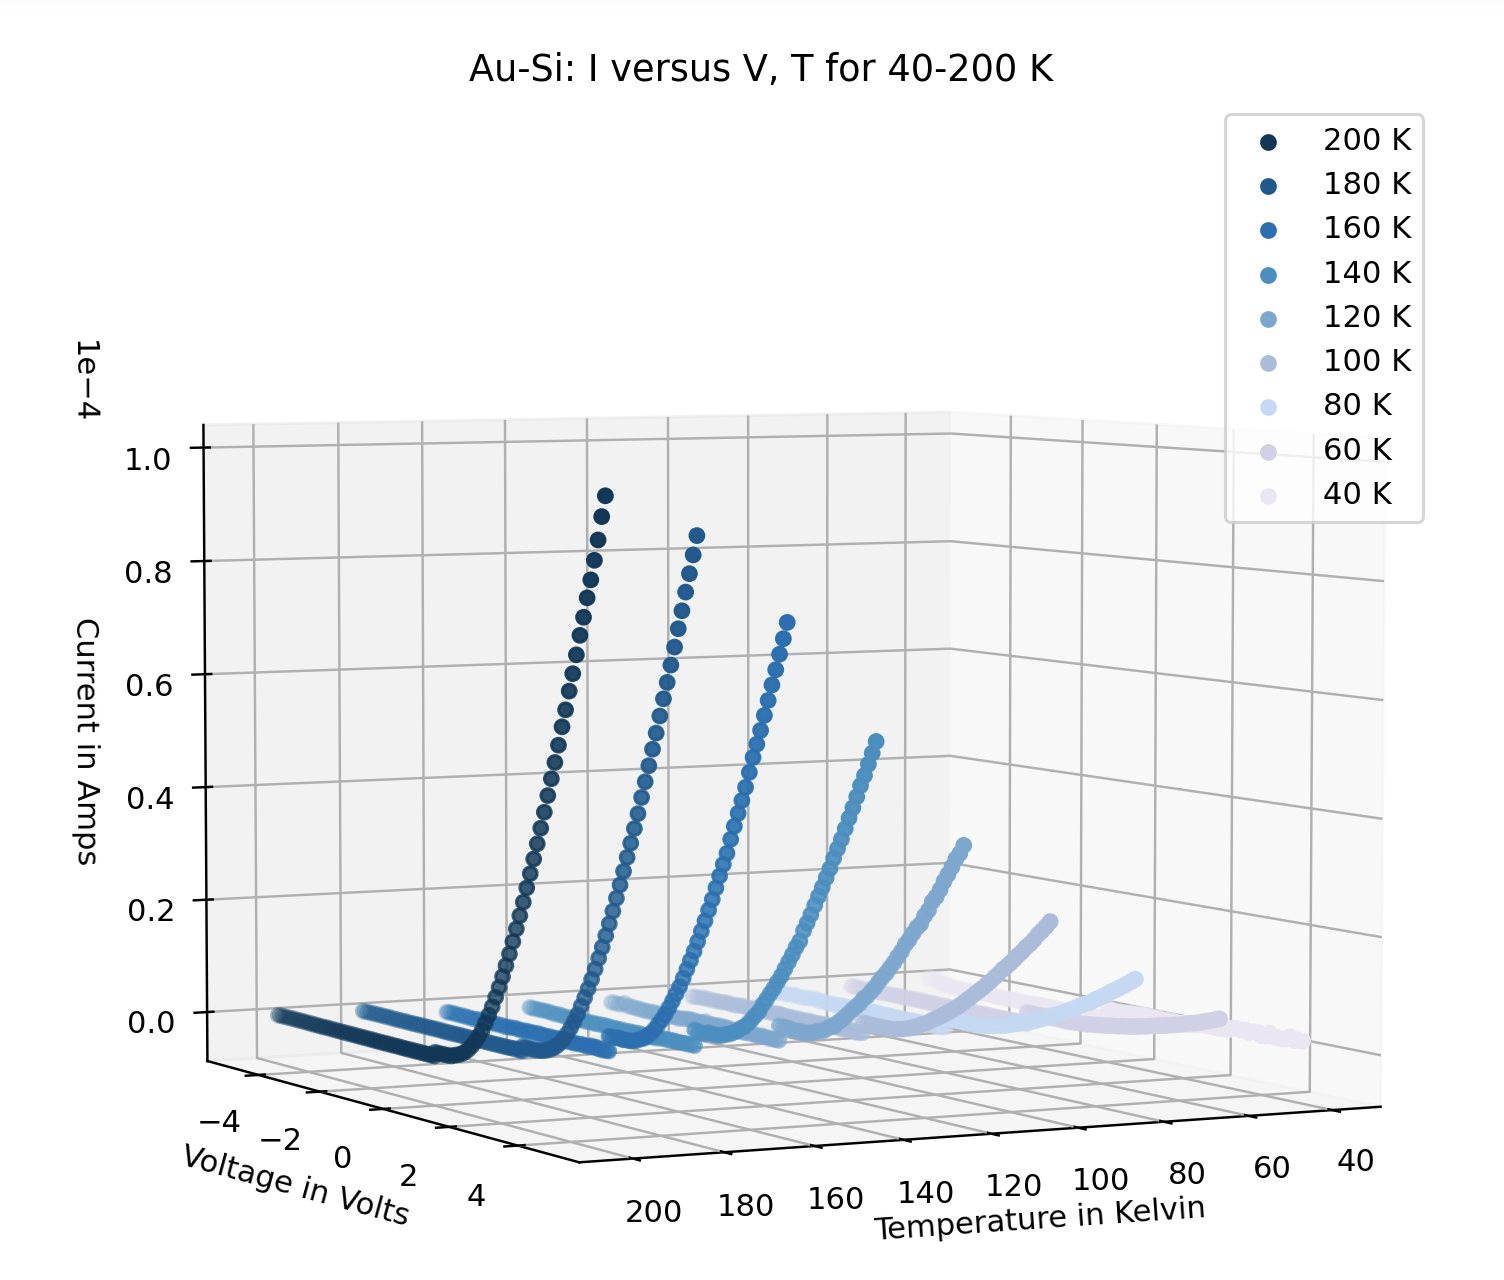 Au-Si: I versus V, T for 40-200 K
200 K
180 K
160 K
140 K
120 K
100 K
80 K
60 K
40 K
1e−4
1.0
0.8
0.6
0.4
0.2
0.0
Current in Amps
−4
−2
0
2
4
Voltage in Volts
200
180
160
140
120
100
80
60
40
Temperature in Kelvin